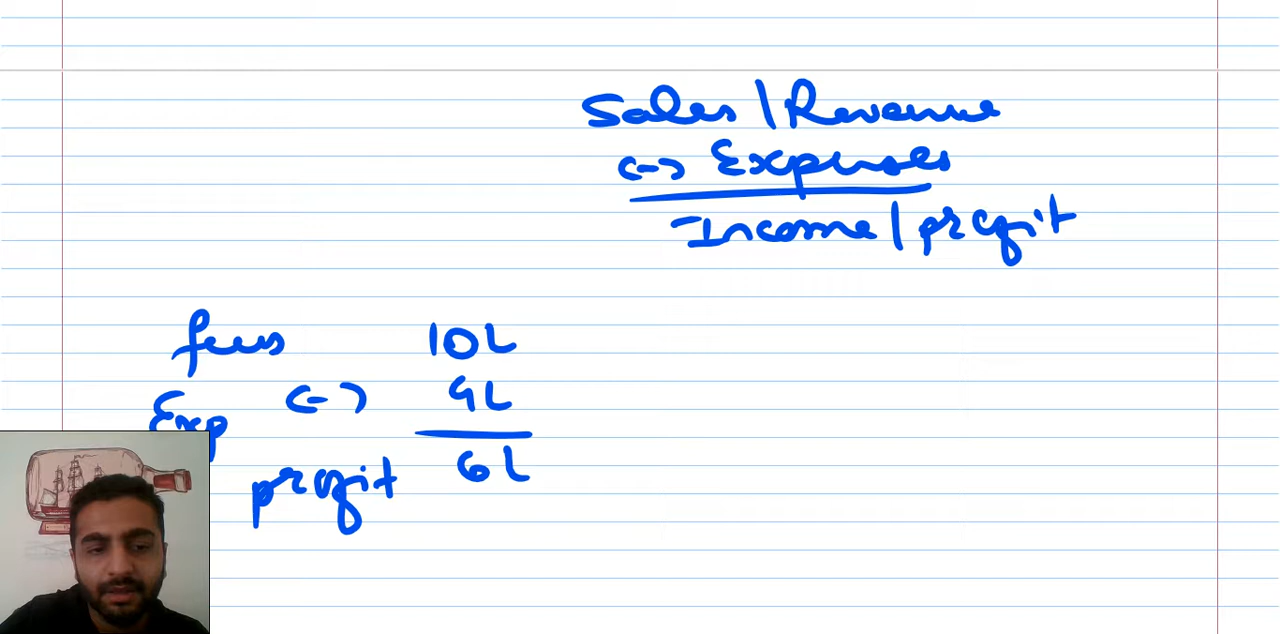 Sales | Revenue
(-) Expenses
Income | profit
fees 10L
Exp (-) 4L
profit 6L